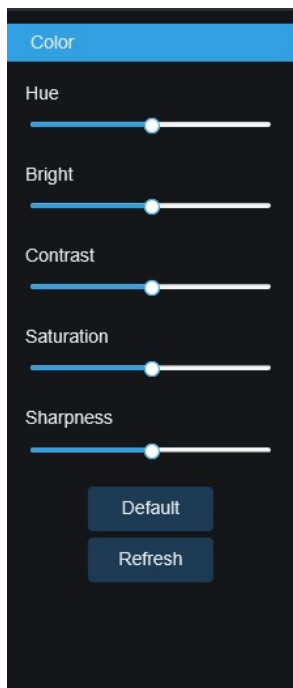 Color
Hue
Bright
Contrast
Saturation
Sharpness
Default
Refresh